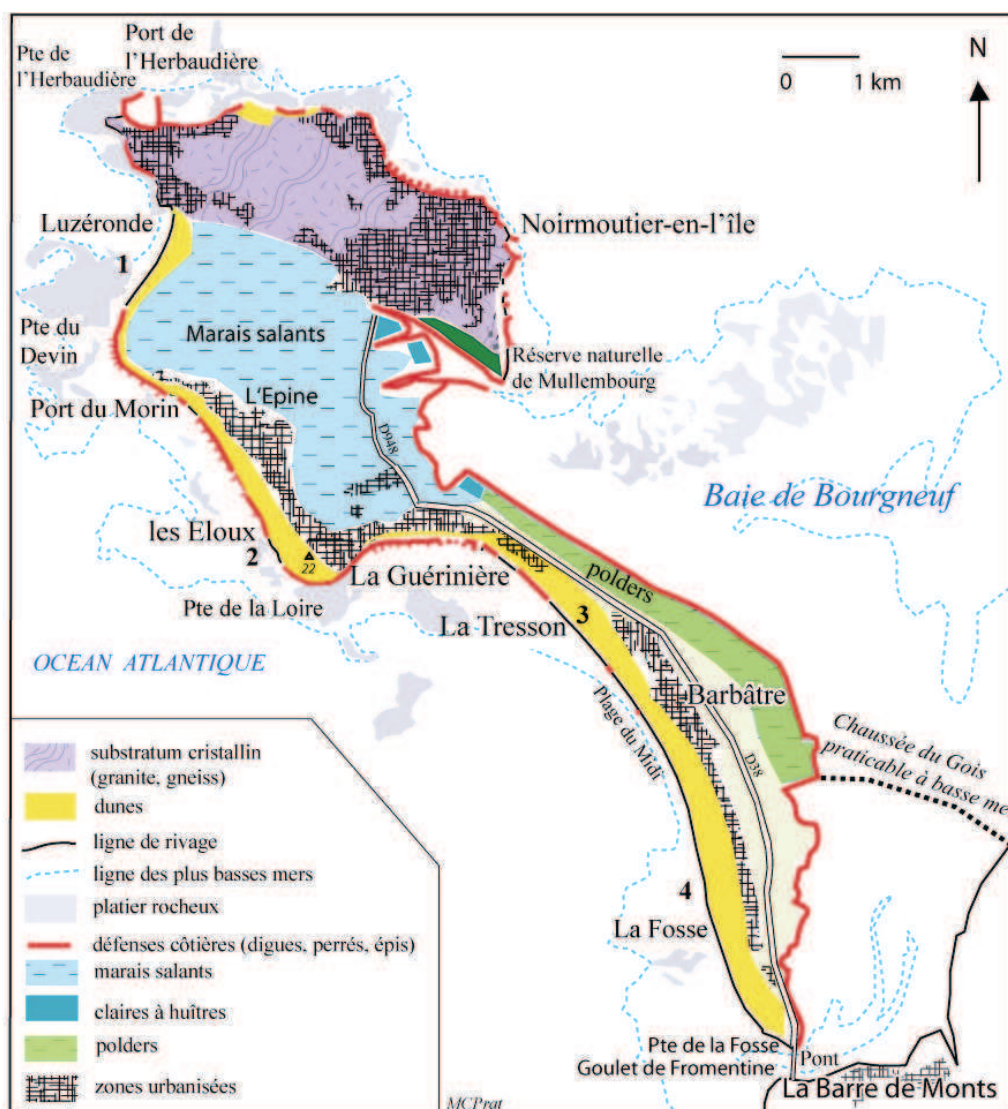 Port de
l'Herbaudière
Pte de
l'Herbaudière
0 1 km
N
Luzéronde
1
Noirmoutier-en-l'île
Pte du
Devin
Marais salants
Réserve naturelle
de Mullembourg
L'Epine
Port du Morin
D948
Baie de Bourgneuf
les Eloux
2
22
La Guérinière
polders
Pte de la Loire
3
La Tresson
OCEAN ATLANTIQUE
Barbâtre
Plage du Midi
D38
Chaussée du Gois
praticable à basse me
4
La Fosse
Pte de la Fosse
Goulet de Fromentine
Pont
La Barre de Monts
substratum cristallin
(granite, gneiss)
dunes
ligne de rivage
ligne des plus basses mers
platier rocheux
défenses côtières (digues, perrés, épis)
marais salants
claires à huîtres
polders
zones urbanisées
MCPrat